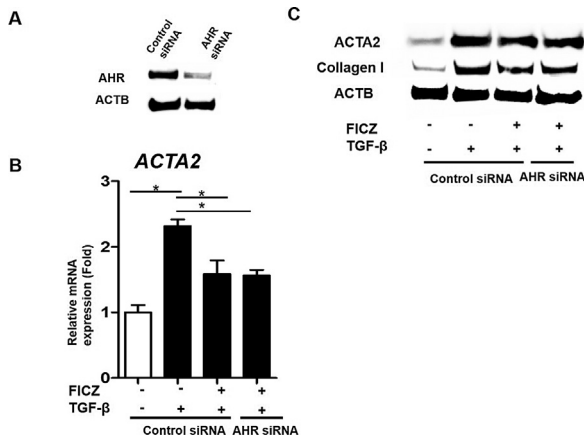 A
Control
siRNA
AHR
siRNA
AHR
ACTB
B
ACTA2
* * *
Relative mRNA
expression (Fold)
3
2
1
0
FICZ - - + +
TGF-β - + + +
Control siRNA AHR siRNA
C
ACTA2
Collagen I
ACTB
FICZ - - + +
TGF-β - + + +
Control siRNA AHR siRNA